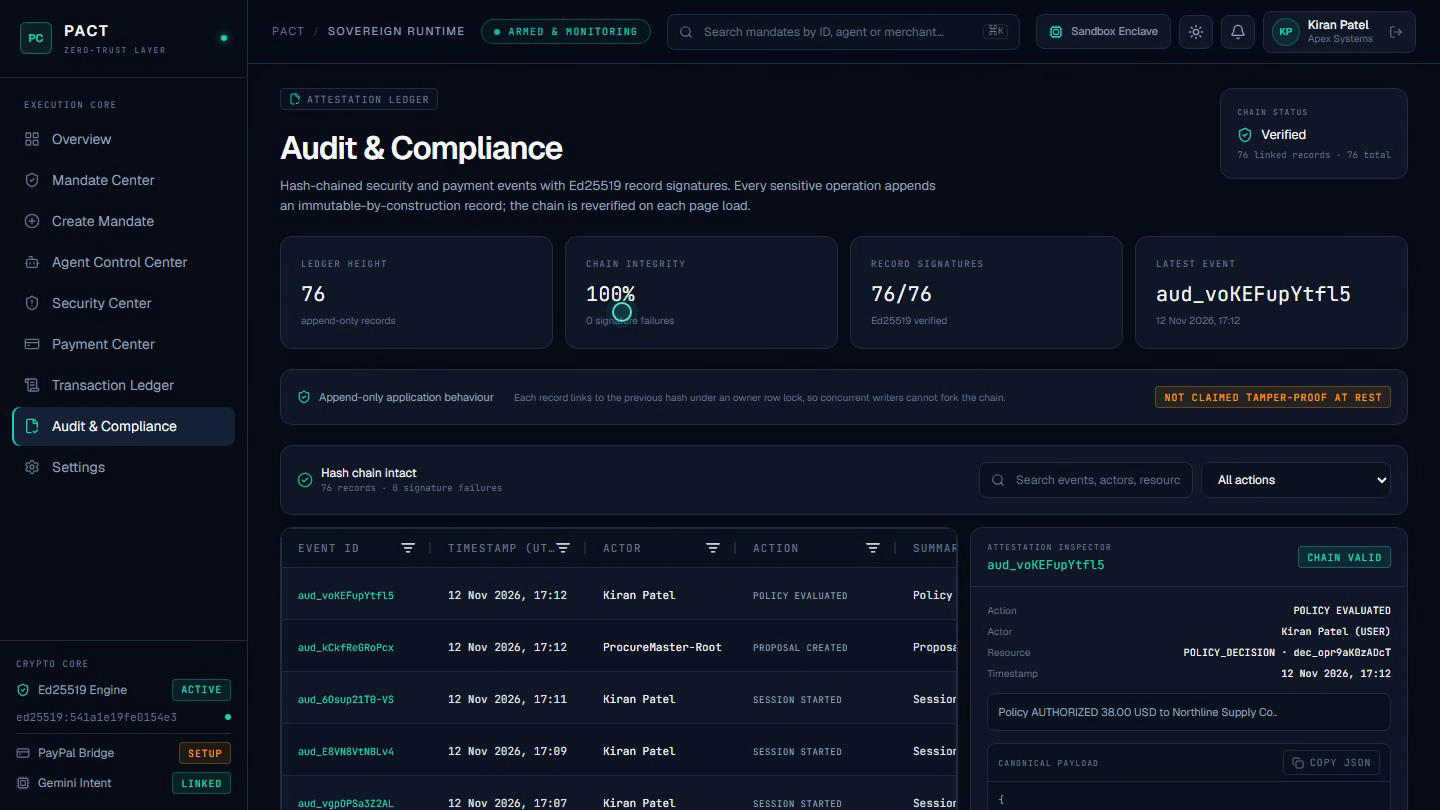 PC
PACT
ZERO-TRUST LAYER
EXECUTION CORE
Overview
Mandate Center
Create Mandate
Agent Control Center
Security Center
Payment Center
Transaction Ledger
Audit & Compliance
Settings
CRYPTO CORE
Ed25519 Engine ACTIVE
ed25519:541a1e19fe0154e3
PayPal Bridge SETUP
Gemini Intent LINKED
PACT / SOVEREIGN RUNTIME
ARMED & MONITORING
Search mandates by ID, agent or merchant...
⌘K
Sandbox Enclave
KP
Kiran Patel
Apex Systems
ATTESTATION LEDGER
Audit & Compliance
Hash-chained security and payment events with Ed25519 record signatures. Every sensitive operation appends
an immutable-by-construction record; the chain is reverified on each page load.
CHAIN STATUS
Verified
76 linked records · 76 total
LEDGER HEIGHT
76
append-only records
CHAIN INTEGRITY
100%
0 signature failures
RECORD SIGNATURES
76/76
Ed25519 verified
LATEST EVENT
aud_voKEFupYtfl5
12 Nov 2026, 17:12
Append-only application behaviour
Each record links to the previous hash under an owner row lock, so concurrent writers cannot fork the chain.
NOT CLAIMED TAMPER-PROOF AT REST
Hash chain intact
76 records · 0 signature failures
Search events, actors, resourc
All actions
EVENT ID TIMESTAMP (UT… ACTOR ACTION SUMMAR
aud_voKEFupYtfl5 12 Nov 2026, 17:12 Kiran Patel POLICY EVALUATED Policy
aud_kCkfReGRoPcx 12 Nov 2026, 17:12 ProcureMaster-Root PROPOSAL CREATED Proposa
aud_6Osup21T0-VS 12 Nov 2026, 17:11 Kiran Patel SESSION STARTED Session
aud_E8VN8VtNBLv4 12 Nov 2026, 17:09 Kiran Patel SESSION STARTED Session
aud_vgpDPSa3Z2AL 12 Nov 2026, 17:07 Kiran Patel SESSION STARTED Session
ATTESTATION INSPECTOR
aud_voKEFupYtfl5
CHAIN VALID
Action POLICY EVALUATED
Actor Kiran Patel (USER)
Resource POLICY_DECISION · dec_opr9aK0zADcT
Timestamp 12 Nov 2026, 17:12
Policy AUTHORIZED 38.00 USD to Northline Supply Co..
CANONICAL PAYLOAD
COPY JSON
{